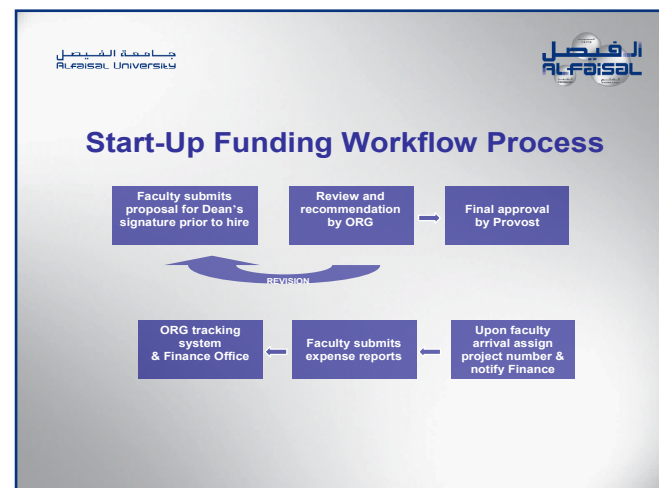 جامعة الفيصل
ALFAISAL UNIVERSITY
الفيصل
ALFAISAL
Start-Up Funding Workflow Process
Faculty submits
proposal for Dean's
signature prior to hire
Review and
recommendation
by ORG
Final approval
by Provost
REVISION
ORG tracking
system
& Finance Office
Faculty submits
expense reports
Upon faculty
arrival assign
project number &
notify Finance